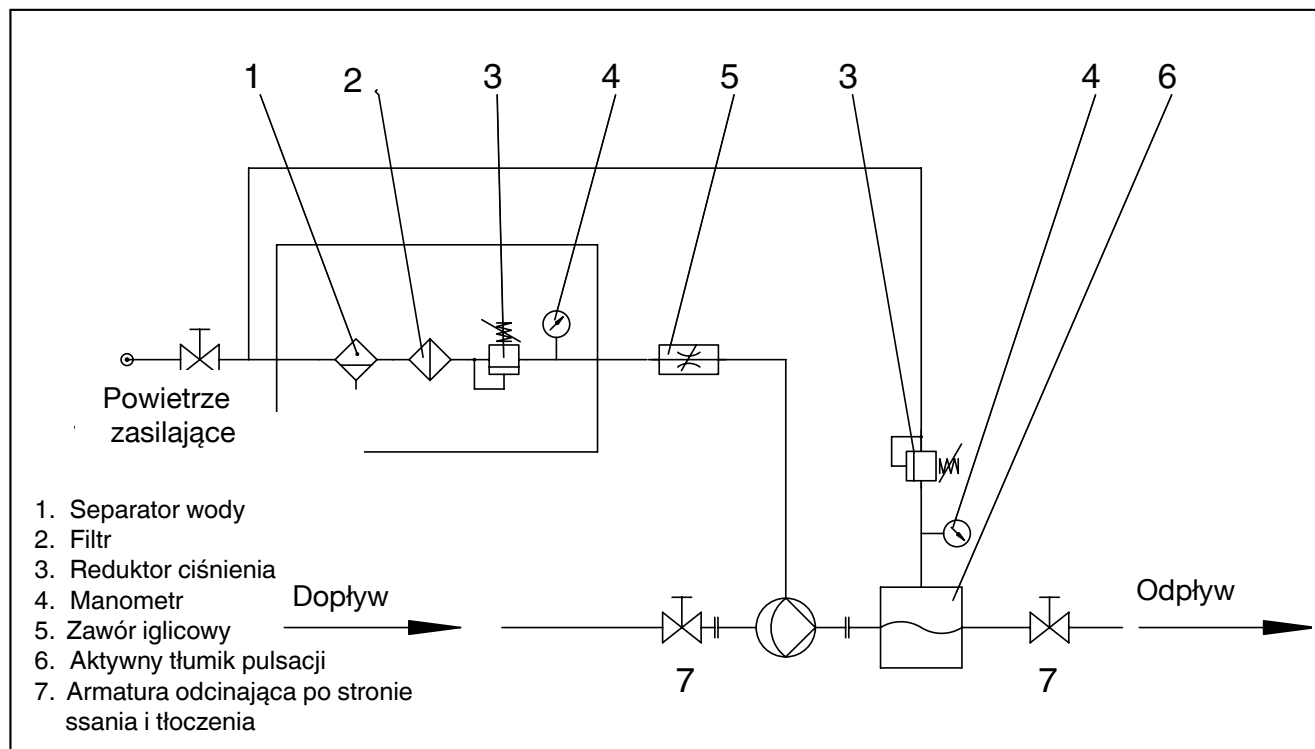 1 2 3 4 5 3 4 6
Powietrze
zasilające
1. Separator wody
2. Filtr
3. Reduktor ciśnienia
4. Manometr
5. Zawór iglicowy
6. Aktywny tłumik pulsacji
7. Armatura odcinająca po stronie
ssania i tłoczenia
Dopływ
Odpływ
7 7